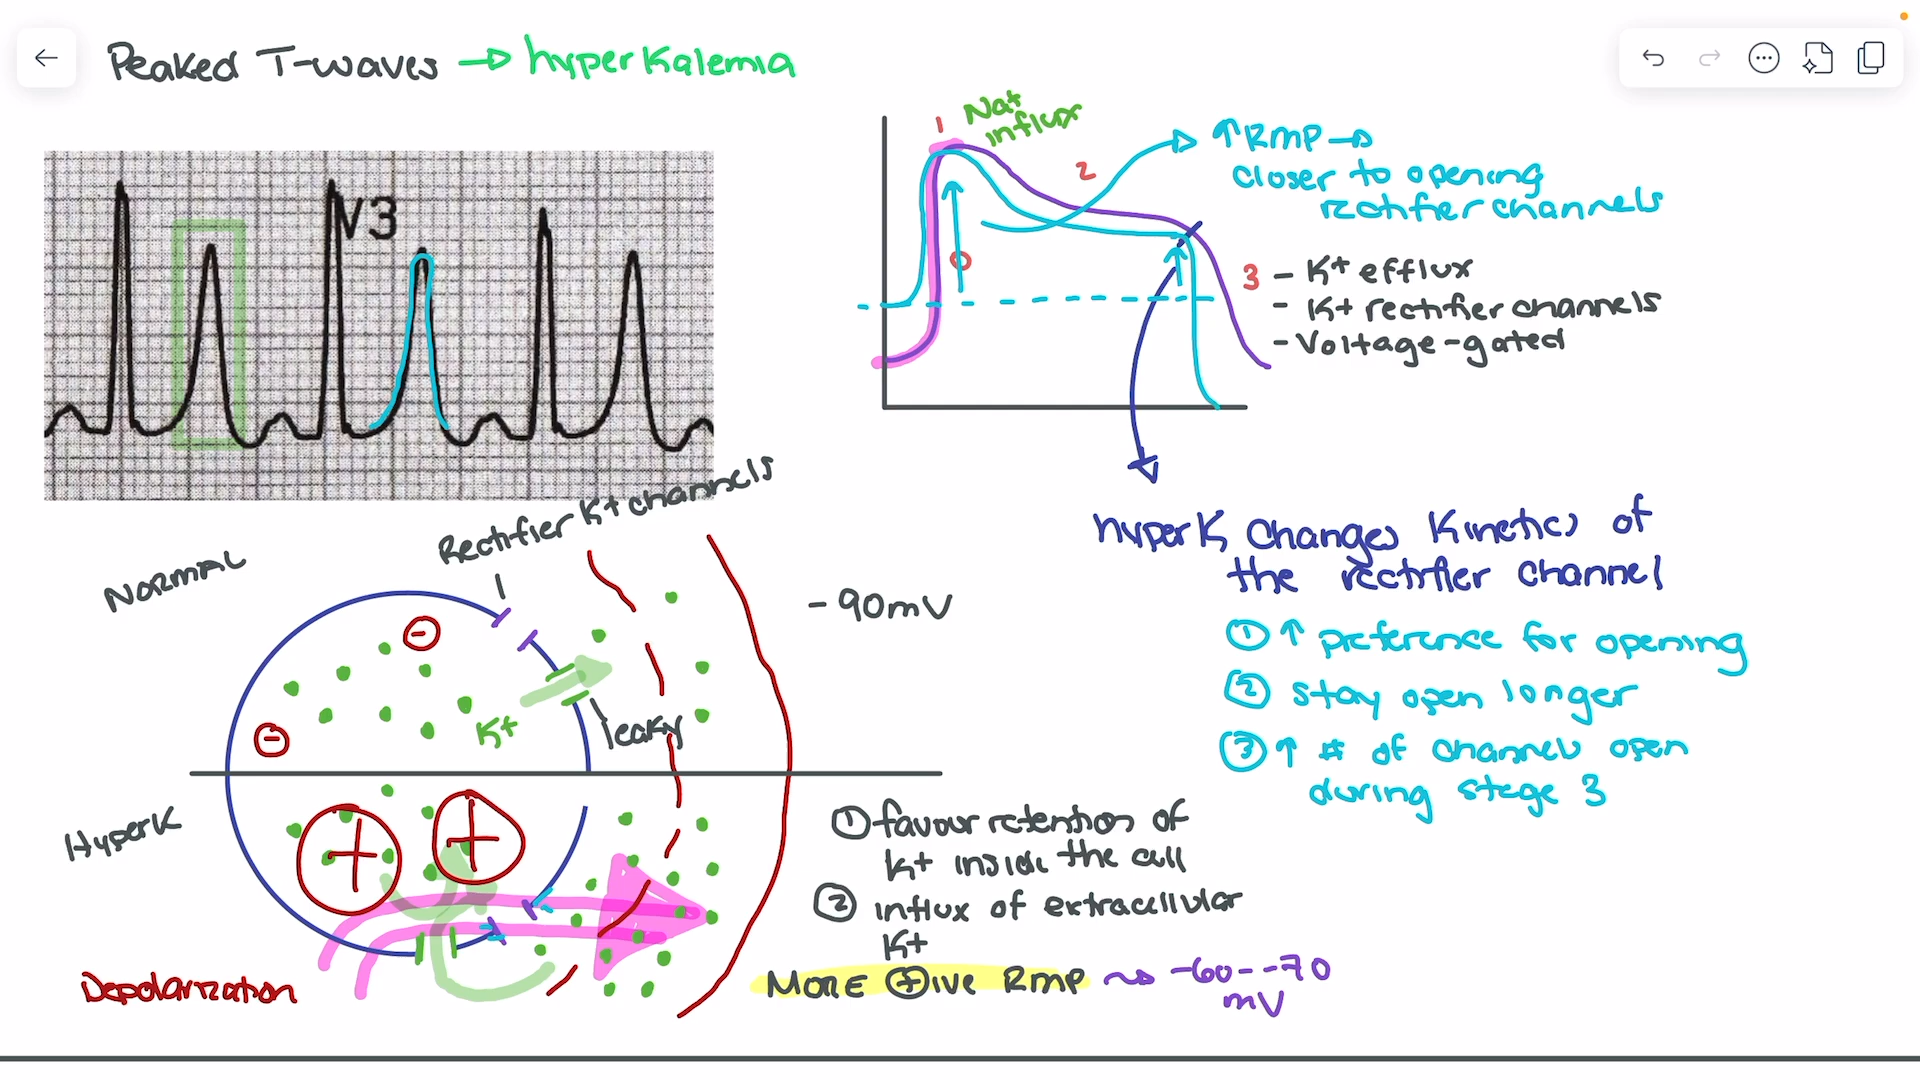 Peaked T-waves → hyperkalemia
V3
1
Na+
influx
2
↑RMP →
closer to opening
rectifier channels
0
3 - K+ efflux
- K+ rectifier channels
- Voltage-gated
hyperK changes kinetics of
the rectifier channel
① ↑ preference for opening
② stay open longer
③ ↑ # of channels open
during stage 3
Rectifier K+ channels
NORMAL
- 90mV
K+
leaky
HyperK
Depolarization
① favour retention of
K+ inside the cell
② influx of extracellular
K+
More ⊕ive RMP ~> -60--70
mV